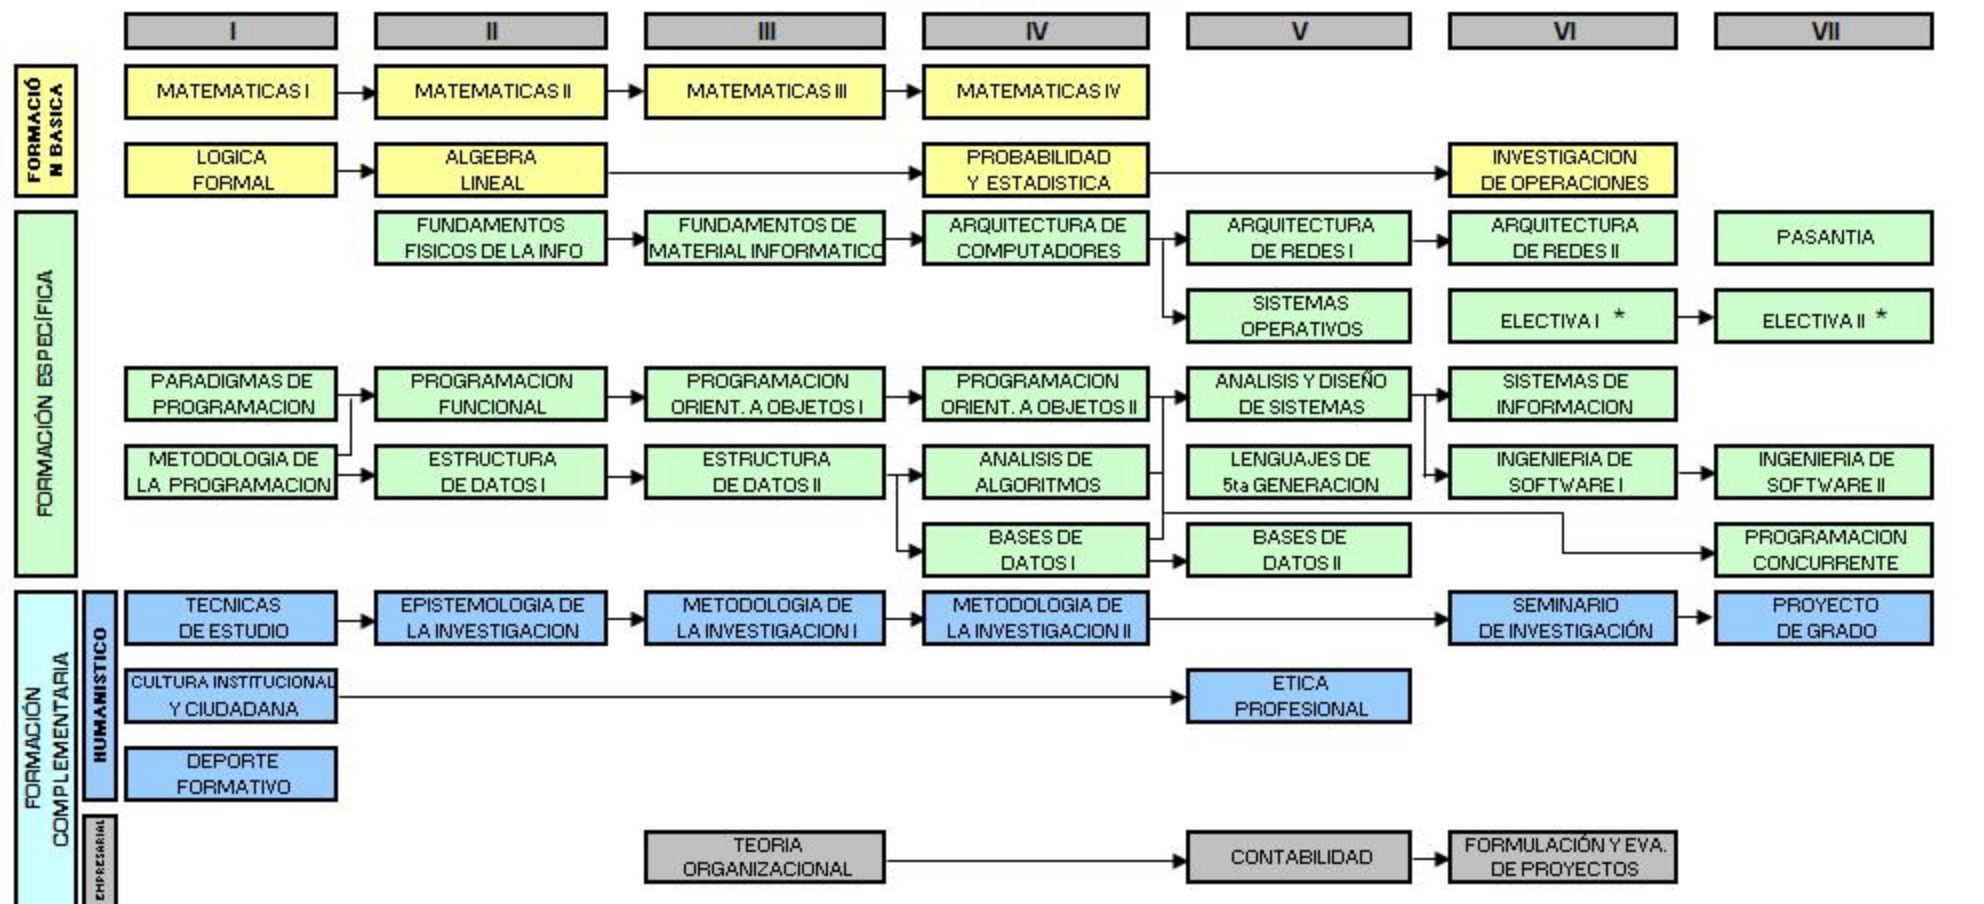 I
II
III
IV
V
VI
VII
FORMACIÓ
N BASICA
MATEMATICAS I
MATEMATICAS II
MATEMATICAS III
MATEMATICAS IV
LOGICA
FORMAL
ALGEBRA
LINEAL
PROBABILIDAD
Y ESTADISTICA
INVESTIGACION
DE OPERACIONES
FORMACIÓN ESPECÍFICA
FUNDAMENTOS
FISICOS DE LA INFO
FUNDAMENTOS DE
MATERIAL INFORMATICO
ARQUITECTURA DE
COMPUTADORES
ARQUITECTURA
DE REDES I
ARQUITECTURA
DE REDES II
PASANTIA
SISTEMAS
OPERATIVOS
ELECTIVA I *
ELECTIVA II *
PARADIGMAS DE
PROGRAMACION
PROGRAMACION
FUNCIONAL
PROGRAMACION
ORIENT. A OBJETOS I
PROGRAMACION
ORIENT. A OBJETOS II
ANALISIS Y DISEÑO
DE SISTEMAS
SISTEMAS DE
INFORMACION
METODOLOGIA DE
LA PROGRAMACION
ESTRUCTURA
DE DATOS I
ESTRUCTURA
DE DATOS II
ANALISIS DE
ALGORITMOS
LENGUAJES DE
5ta GENERACION
INGENIERIA DE
SOFTWARE I
INGENIERIA DE
SOFTWARE II
BASES DE
DATOS I
BASES DE
DATOS II
PROGRAMACION
CONCURRENTE
FORMACIÓN
COMPLEMENTARIA
HUMANISTICO
TECNICAS
DE ESTUDIO
EPISTEMOLOGIA DE
LA INVESTIGACION
METODOLOGIA DE
LA INVESTIGACION I
METODOLOGIA DE
LA INVESTIGACION II
SEMINARIO
DE INVESTIGACIÓN
PROYECTO
DE GRADO
CULTURA INSTITUCIONAL
Y CIUDADANA
ETICA
PROFESIONAL
DEPORTE
FORMATIVO
EMPRESARIAL
TEORIA
ORGANIZACIONAL
CONTABILIDAD
FORMULACIÓN Y EVA.
DE PROYECTOS